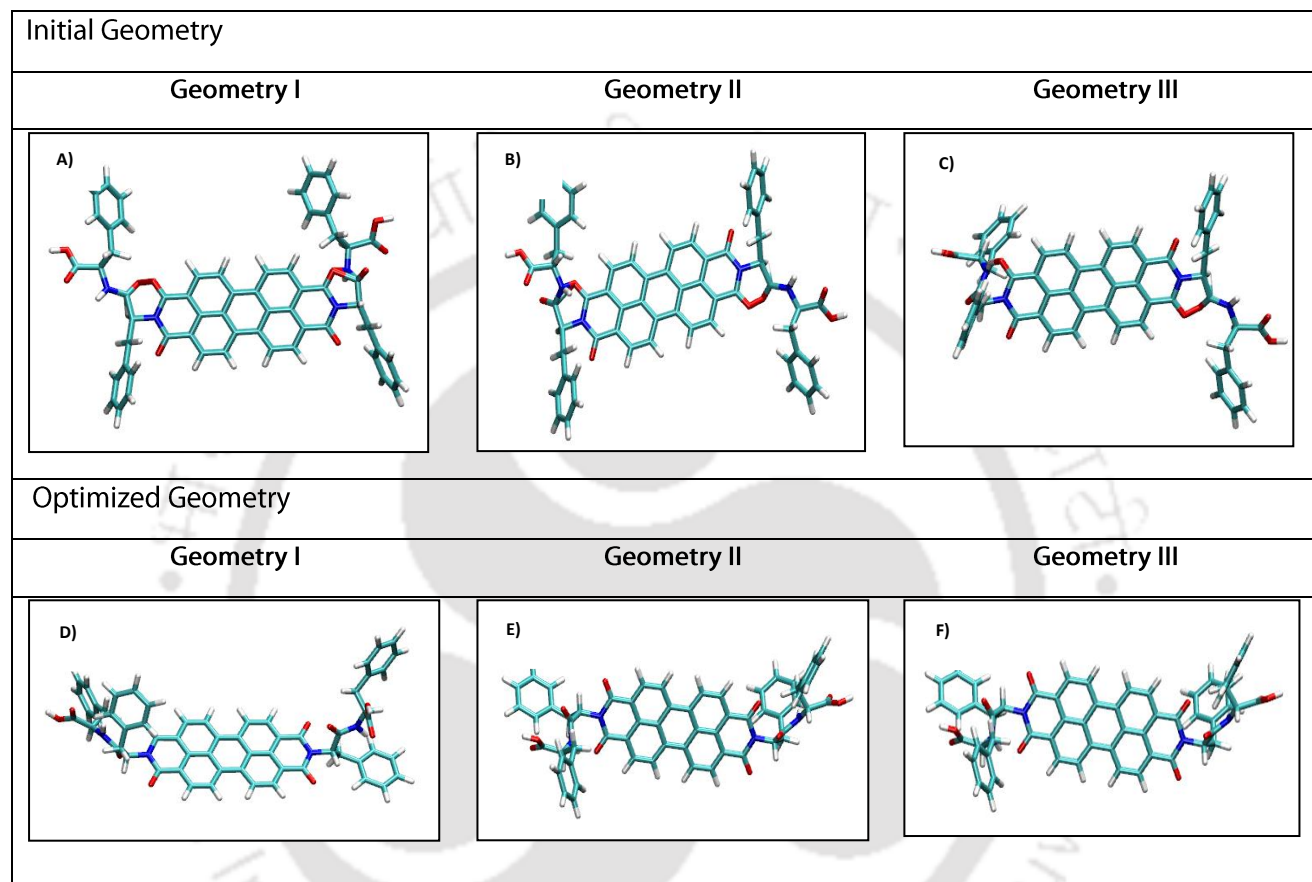 Initial Geometry
Geometry I
Geometry II
Geometry III
A)
B)
C)
Optimized Geometry
Geometry I
Geometry II
Geometry III
D)
E)
F)